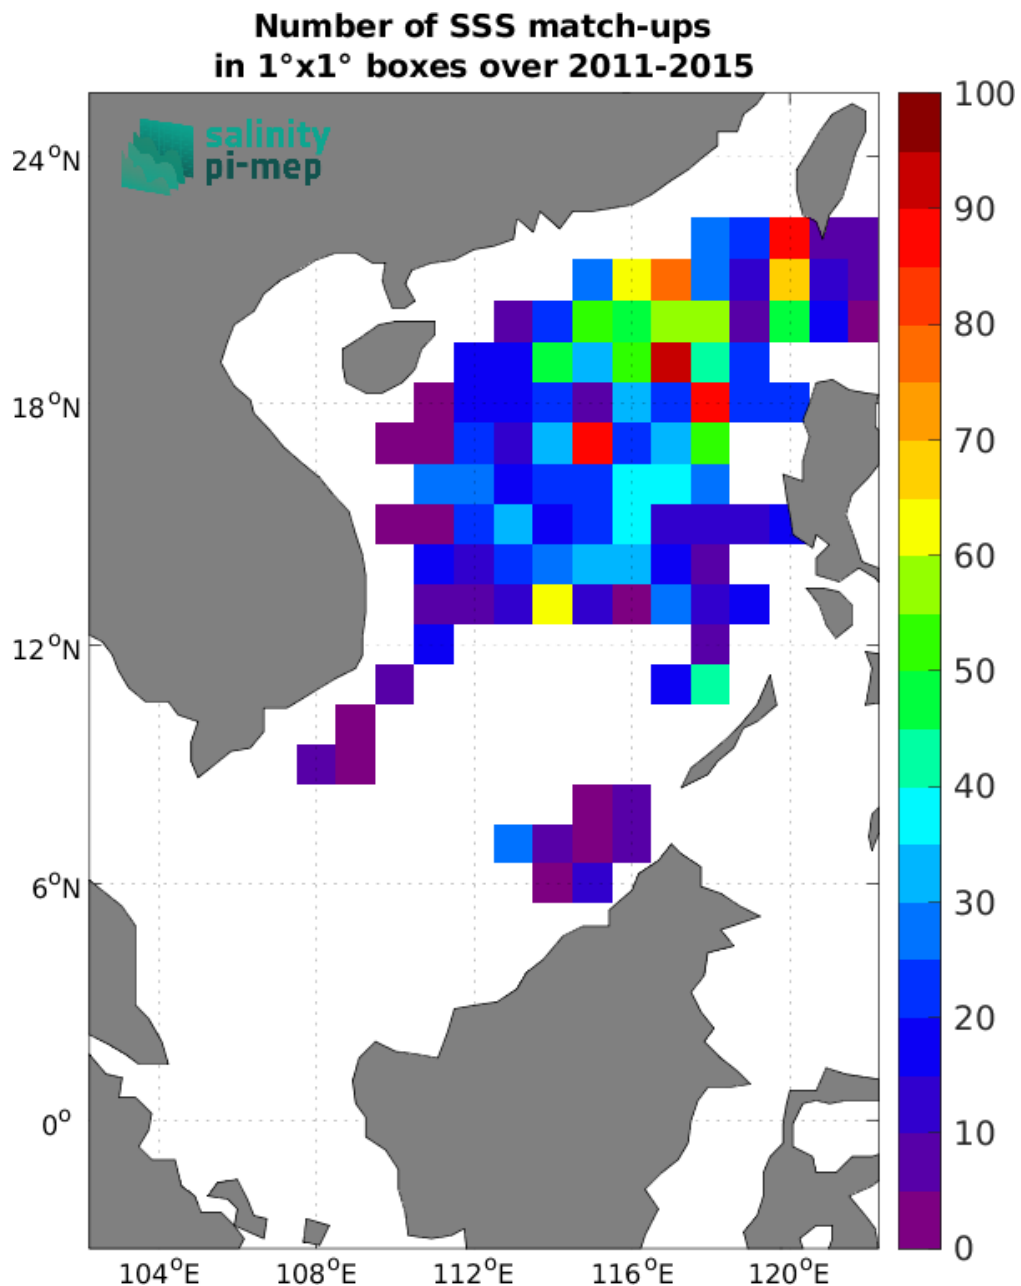 Number of SSS match-ups
in 1°x1° boxes over 2011-2015
salinity
pi-mep
24°N
18°N
12°N
6°N
0°
104°E 108°E 112°E 116°E 120°E
100
90
80
70
60
50
40
30
20
10
0